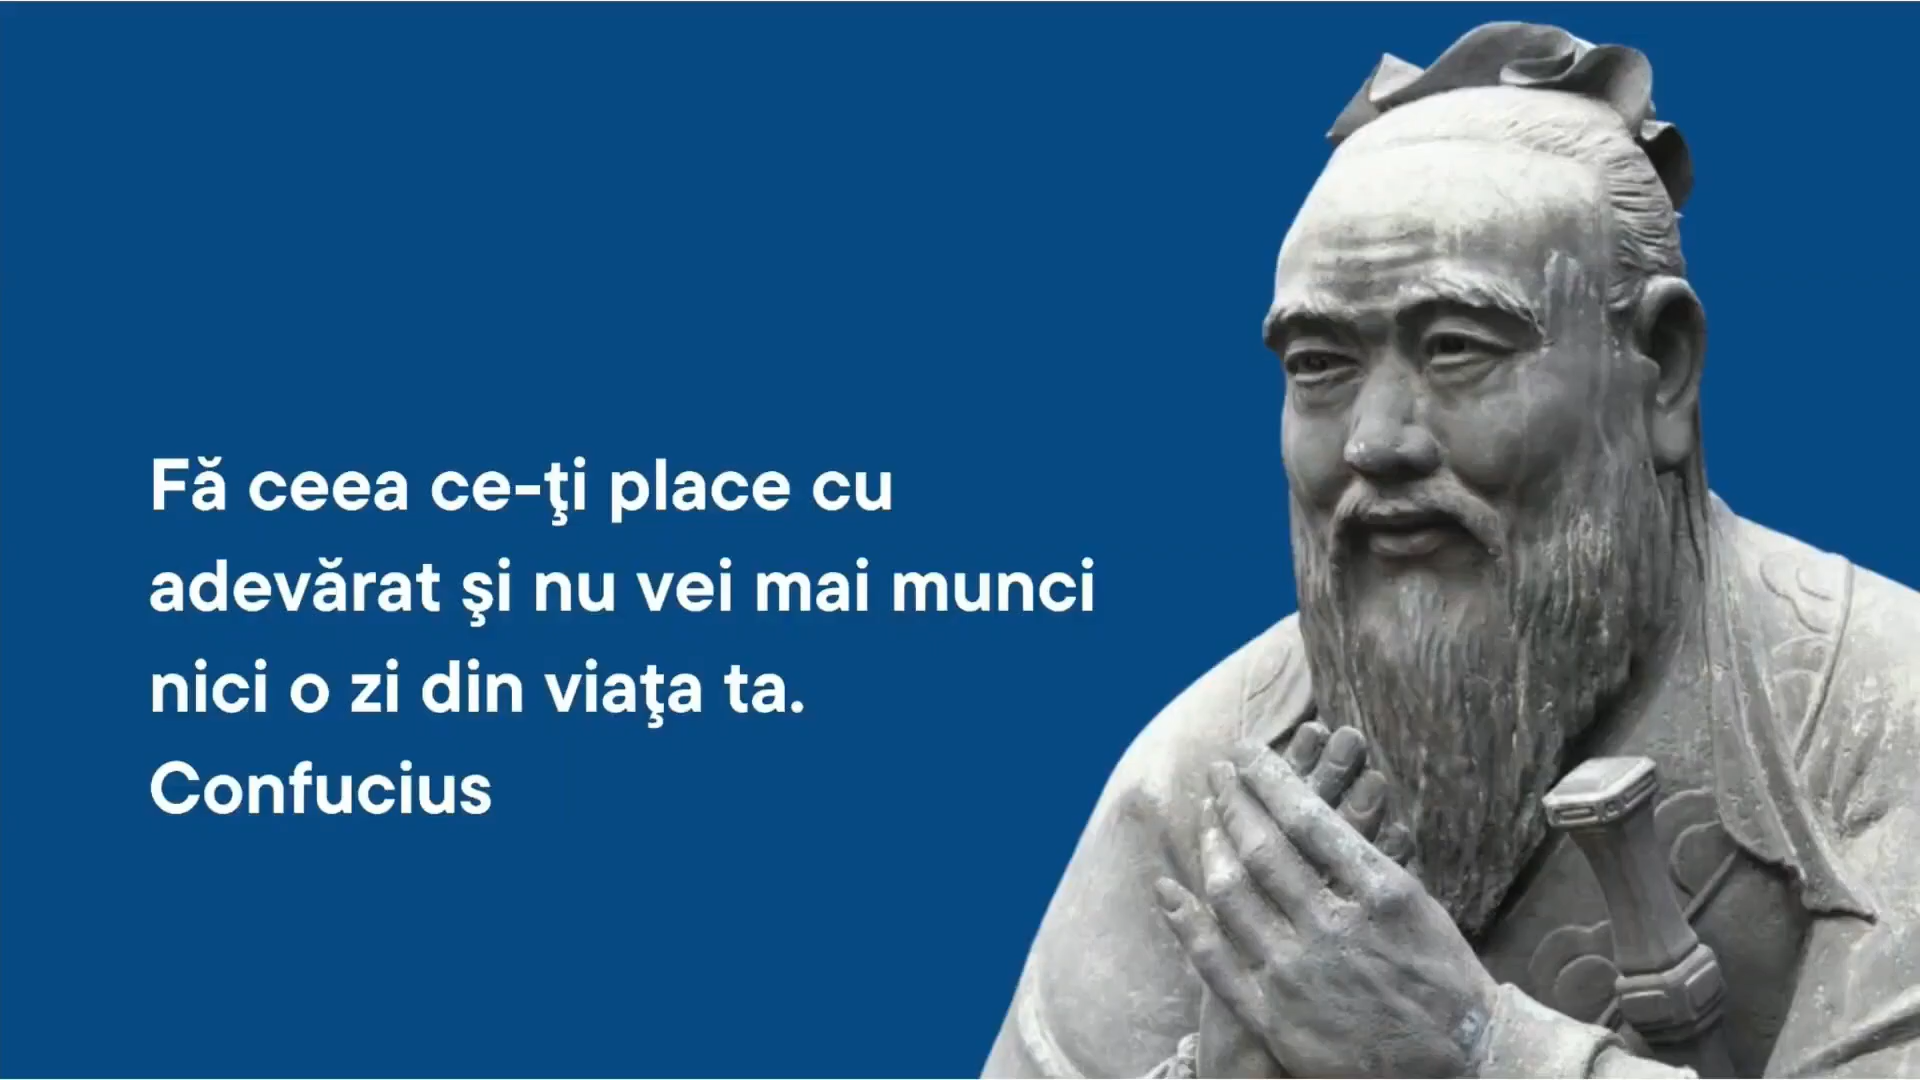 Fă ceea ce-ţi place cu
adevărat şi nu vei mai munci
nici o zi din viaţa ta.
Confucius